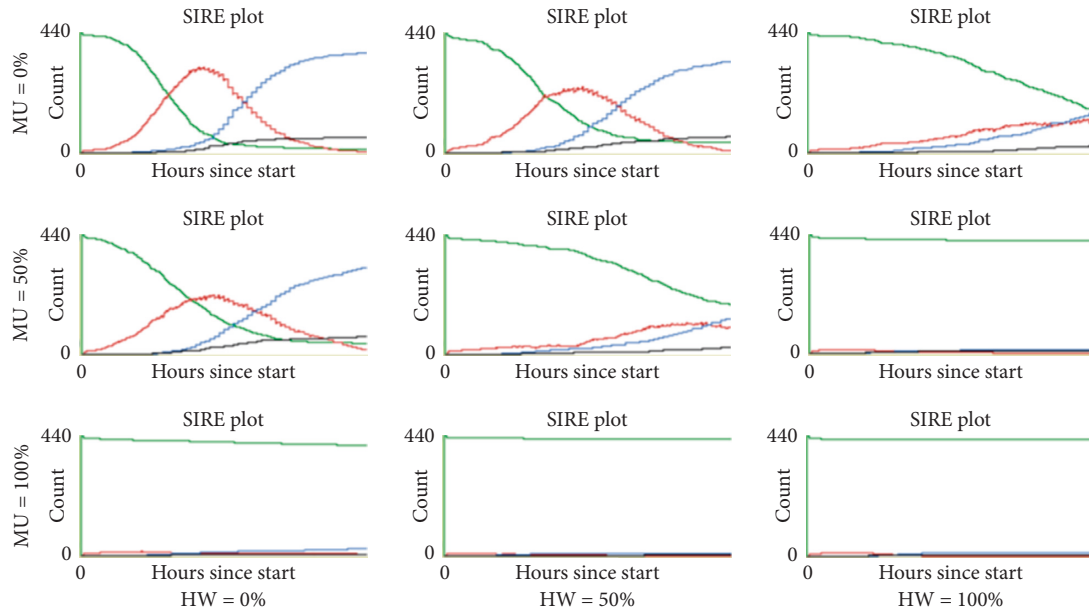 SIRE plot
440
MU = 0%
Count
0
0
Hours since start
SIRE plot
440
Count
0
0
Hours since start
SIRE plot
440
Count
0
0
Hours since start
SIRE plot
440
MU = 50%
Count
0
0
Hours since start
SIRE plot
440
Count
0
0
Hours since start
SIRE plot
440
Count
0
0
Hours since start
SIRE plot
440
MU = 100%
Count
0
0
Hours since start
HW = 0%
SIRE plot
440
Count
0
0
Hours since start
HW = 50%
SIRE plot
440
Count
0
0
Hours since start
HW = 100%